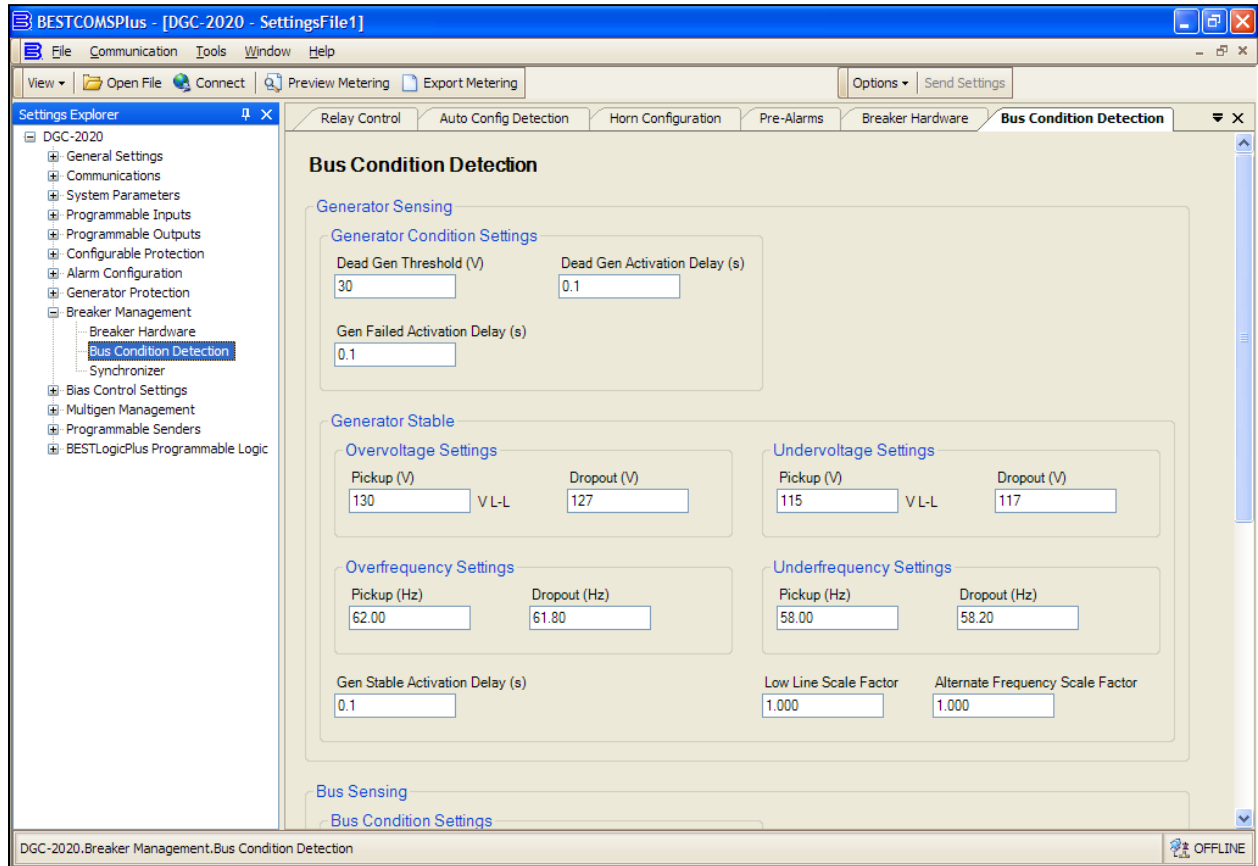 BESTCOMSPlus - [DGC-2020 - SettingsFile1]
File Communication Tools Window Help
View Open File Connect Preview Metering Export Metering Options Send Settings
Settings Explorer
DGC-2020
General Settings
Communications
System Parameters
Programmable Inputs
Programmable Outputs
Configurable Protection
Alarm Configuration
Generator Protection
Breaker Management
Breaker Hardware
Bus Condition Detection
Synchronizer
Bias Control Settings
Multigen Management
Programmable Senders
BESTLogicPlus Programmable Logic
Relay Control Auto Config Detection Horn Configuration Pre-Alarms Breaker Hardware Bus Condition Detection
Bus Condition Detection
Generator Sensing
Generator Condition Settings
Dead Gen Threshold (V) Dead Gen Activation Delay (s)
30 0.1
Gen Failed Activation Delay (s)
0.1
Generator Stable
Overvoltage Settings Undervoltage Settings
Pickup (V) Dropout (V) Pickup (V) Dropout (V)
130 V L-L 127 115 V L-L 117
Overfrequency Settings Underfrequency Settings
Pickup (Hz) Dropout (Hz) Pickup (Hz) Dropout (Hz)
62.00 61.80 58.00 58.20
Gen Stable Activation Delay (s) Low Line Scale Factor Alternate Frequency Scale Factor
0.1 1.000 1.000
Bus Sensing
Bus Condition Settings
DGC-2020.Breaker Management.Bus Condition Detection OFFLINE